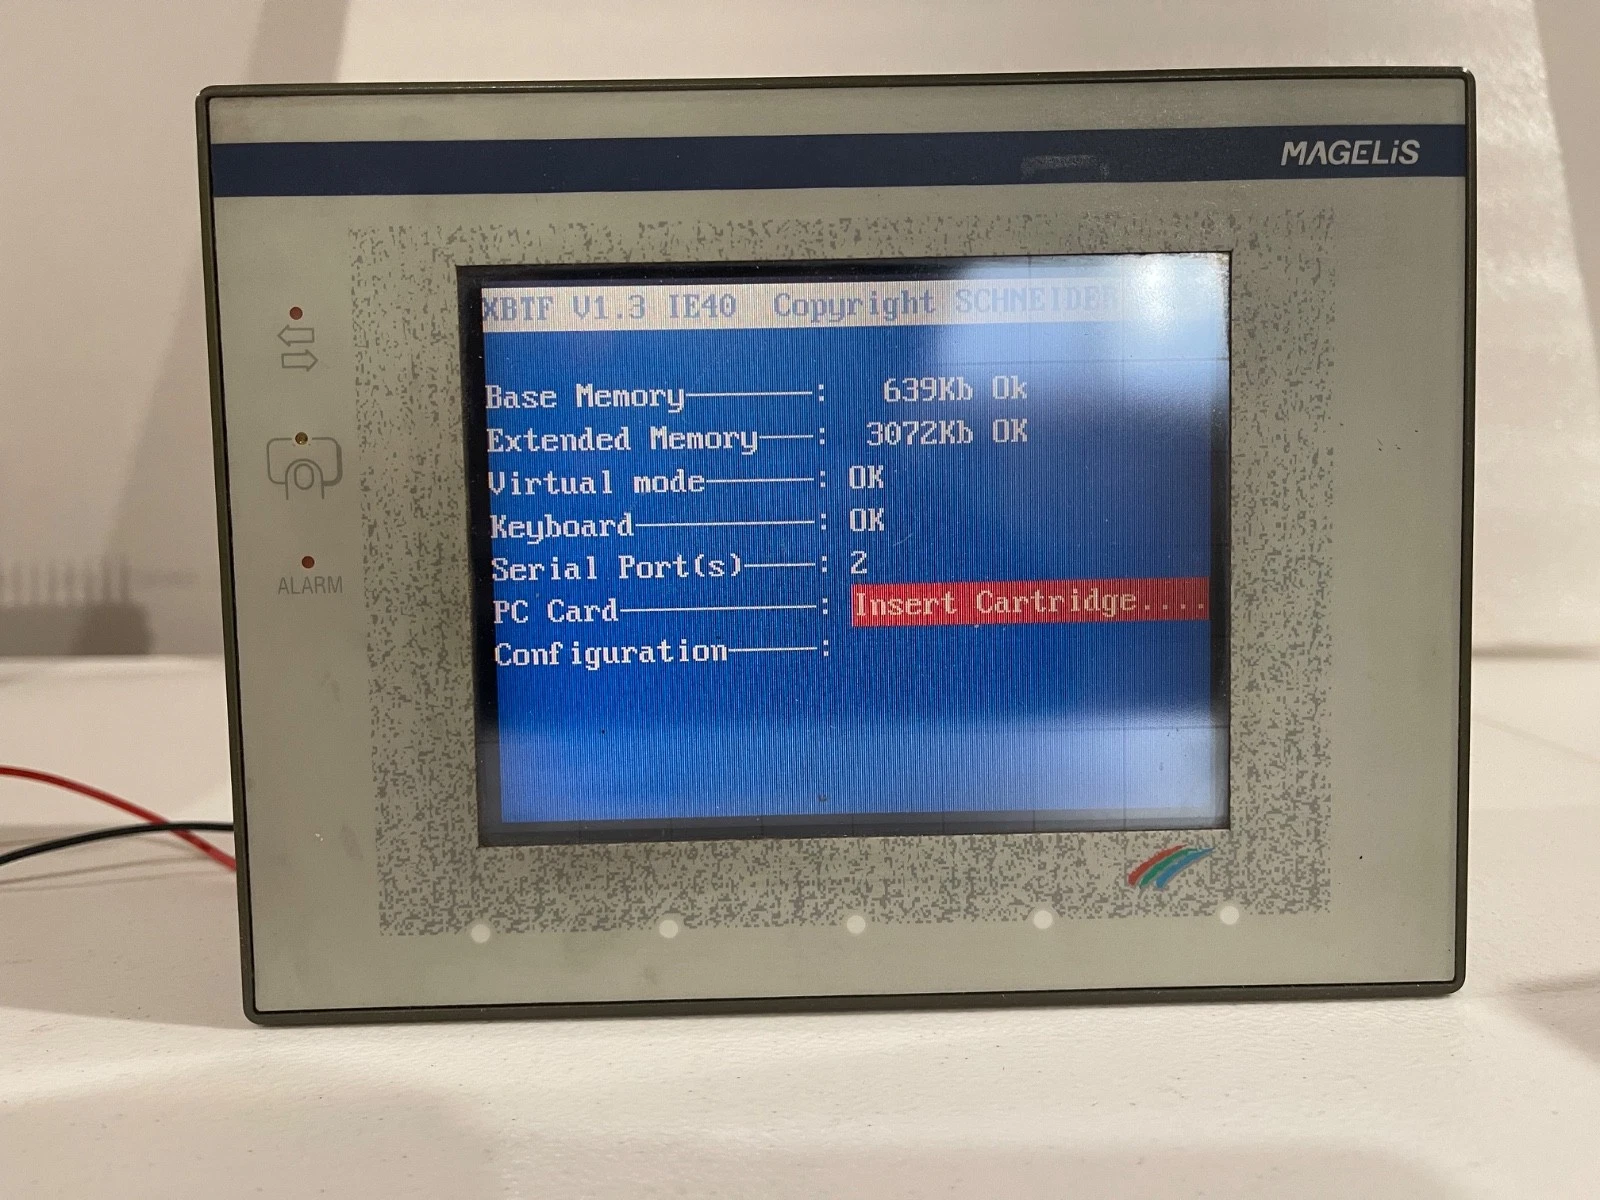 MAGELiS
XBTF V1.3 IE40 Copyright SCHNEIDER
Base Memory———: 639Kb Ok
Extended Memory———: 3072Kb OK
Virtual mode———: OK
Keyboard———: OK
Serial Port(s)———: 2
PC Card———: Insert Cartridge....
Configuration———:
ALARM